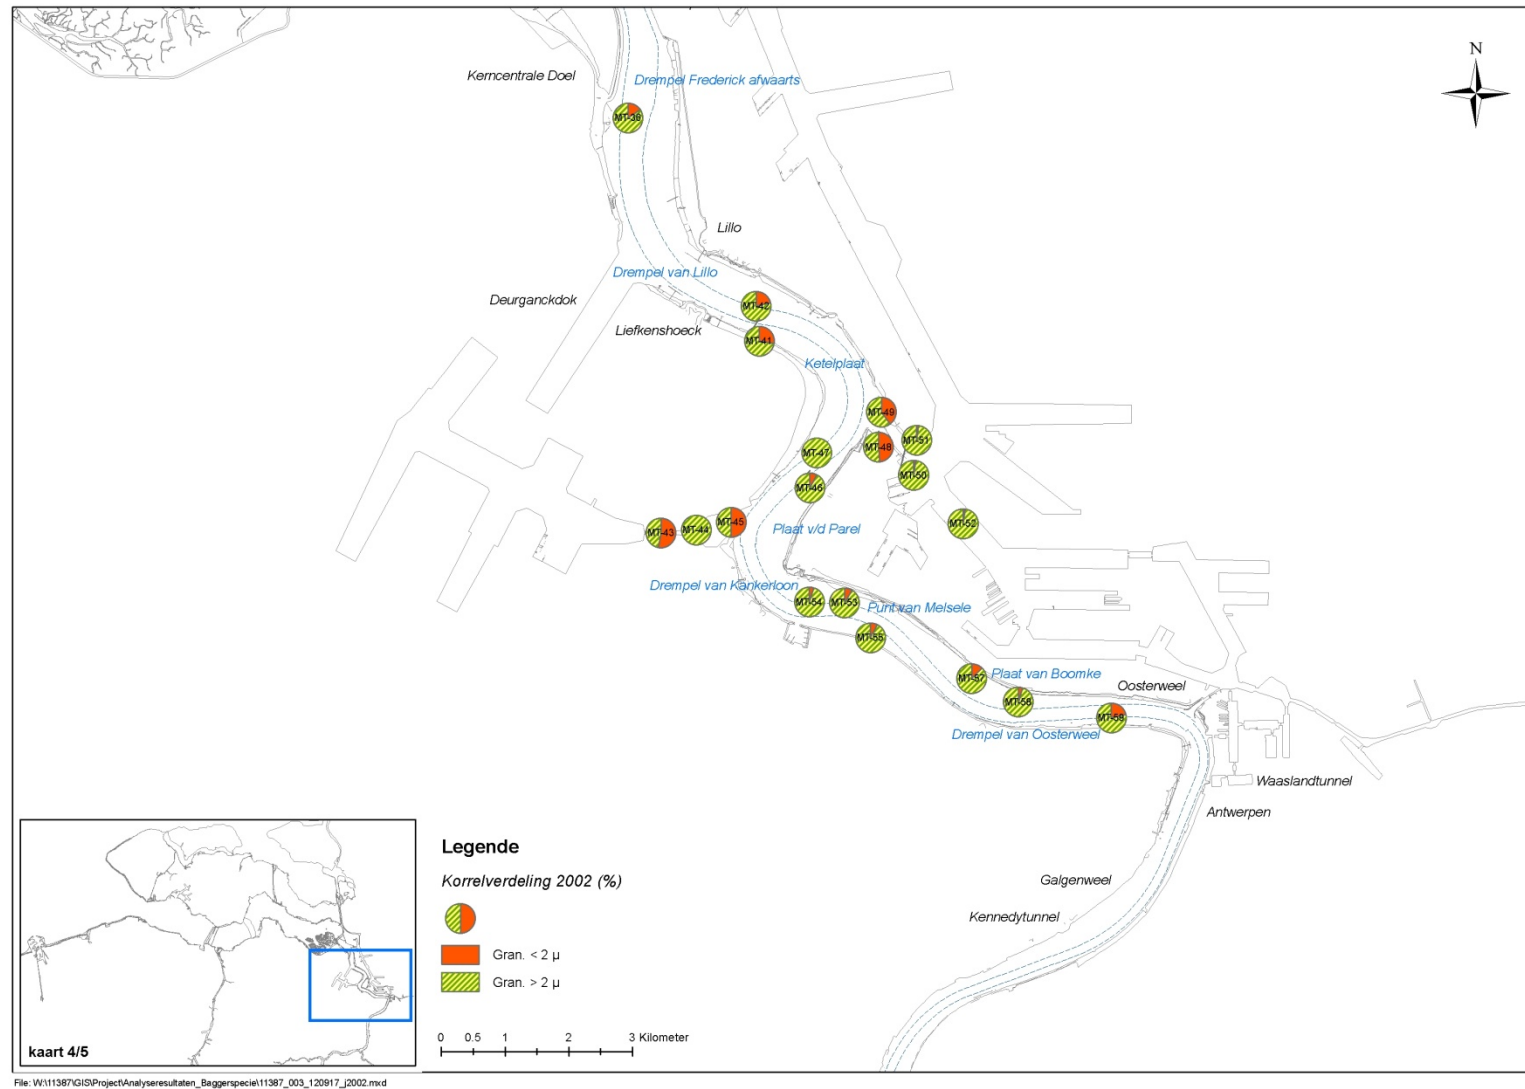 N
Kerncentrale Doel
Drempel Frederick afwaarts
MT-36
Lillo
Drempel van Lillo
Deurganckdok
MT-42
Liefkenshoeck
MT-41
Ketelplaat
MT-49
MT-51
MT-48
MT-47
MT-50
MT-46
MT-45
MT-52
Plaat v/d Parel
MT-44
MT-43
Drempel van Kankerloon
MT-54
MT-53
Punt van Melsele
MT-55
Plaat van Boomke
MT-57
Oosterweel
MT-59
Drempel van Oosterweel
Waaslandtunnel
Antwerpen
Galgenweel
Kennedytunnel
Legende
Korrelverdeling 2002 (%)
Gran. < 2 µ
Gran. > 2 µ
0 0.5 1 2 3 Kilometer
kaart 4/5
File: W:\11387\GIS\Project\Analyseresultaten_Baggerspecie\11387_003_120917_j2002.mxd